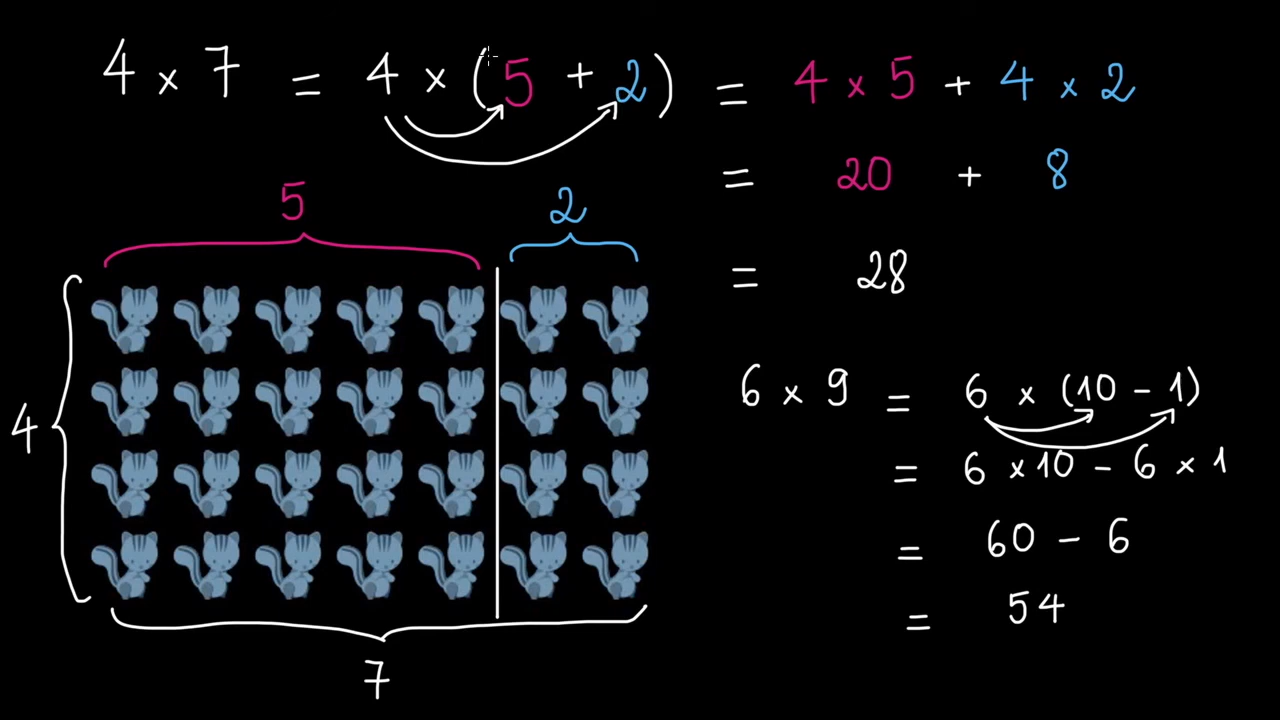 4 × 7 = 4 × (5 + 2) = 4 × 5 + 4 × 2
= 20 + 8
= 28
5 2
4
7
6 × 9 = 6 × (10 - 1)
= 6 × 10 - 6 × 1
= 60 - 6
= 54